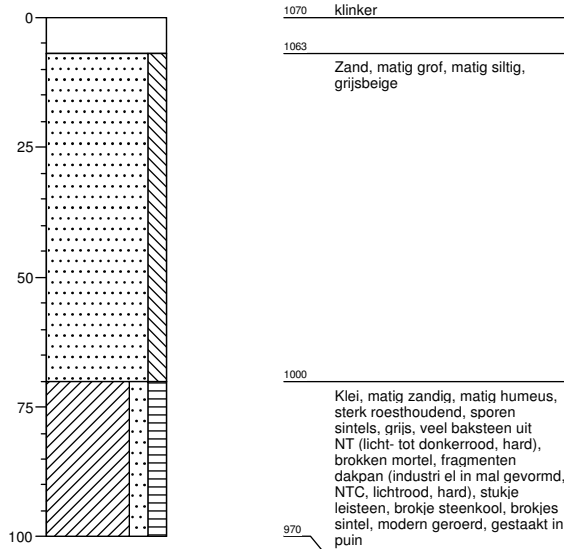 0
1070 klinker
1063
Zand, matig grof, matig siltig,
grijsbeige
25
50
1000
Klei, matig zandig, matig humeus,
sterk roesthoudend, sporen
sintels, grijs, veel baksteen uit
NT (licht- tot donkerrood, hard),
brokken mortel, fragmenten
dakpan (industri el in mal gevormd,
NTC, lichtrood, hard), stukje
leisteen, brokje steenkool, brokjes
sintel, modern geroerd, gestaakt in
puin
75
970
100